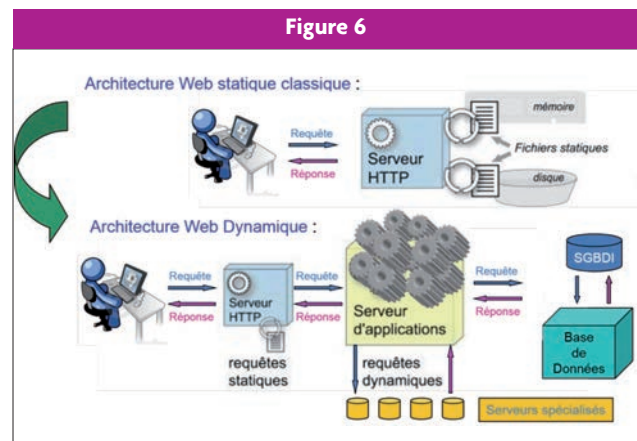 Figure 6
Architecture Web statique classique :
Requête
Réponse
Serveur
HTTP
mémoire
Fichiers statiques
disque
Architecture Web Dynamique :
Requête
Réponse
Serveur
HTTP
requêtes
statiques
Requête
Réponse
Serveur
d'applications
requêtes
dynamiques
Requête
Réponse
SGBDI
Base
de
Données
Serveurs spécialisés